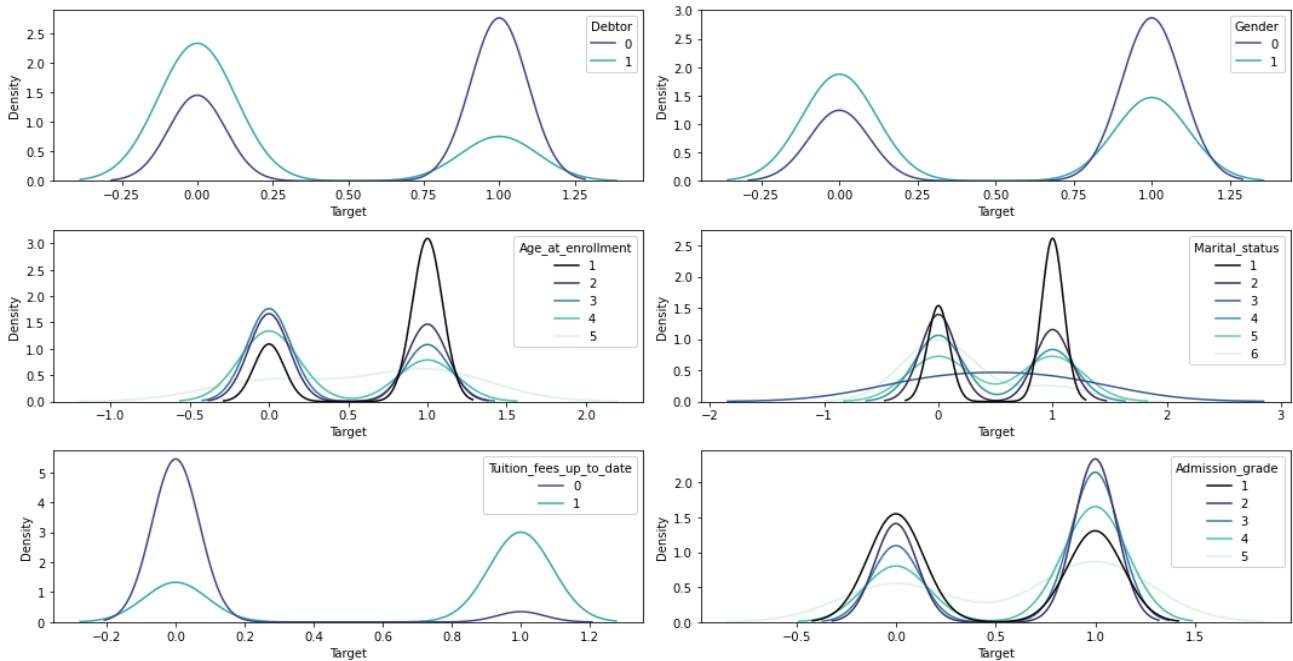 Debtor
0
1
2.5
2.0
1.5
1.0
0.5
0.0
Density
−0.25 0.00 0.25 0.50 0.75 1.00 1.25
Target
Gender
0
1
3.0
2.5
2.0
1.5
1.0
0.5
0.0
Density
−0.25 0.00 0.25 0.50 0.75 1.00 1.25
Target
Age_at_enrollment
1
2
3
4
5
3.0
2.5
2.0
1.5
1.0
0.5
0.0
Density
−1.0 −0.5 0.0 0.5 1.0 1.5 2.0
Target
Marital_status
1
2
3
4
5
6
2.5
2.0
1.5
1.0
0.5
0.0
Density
−2 −1 0 1 2 3
Target
Tuition_fees_up_to_date
0
1
5
4
3
2
1
0
Density
−0.2 0.0 0.2 0.4 0.6 0.8 1.0 1.2
Target
Admission_grade
1
2
3
4
5
2.0
1.5
1.0
0.5
0.0
Density
−0.5 0.0 0.5 1.0 1.5
Target